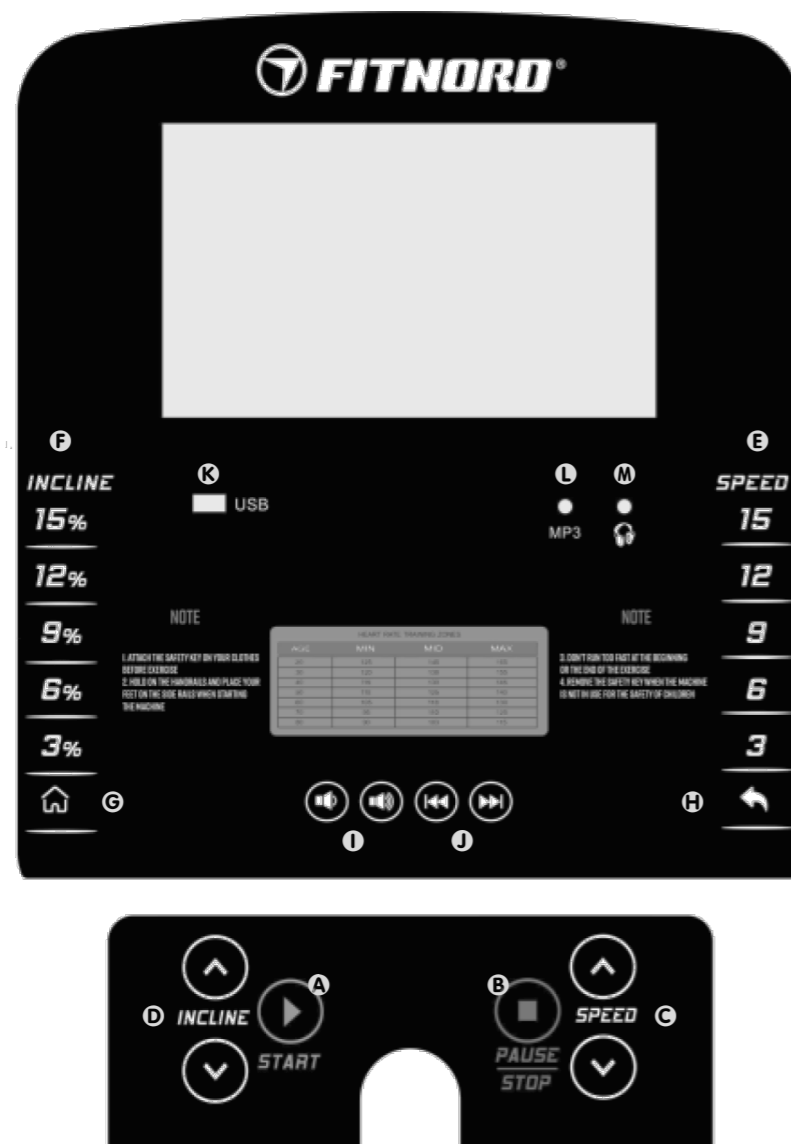 FITNORD®
F
E
INCLINE
K
L
M
SPEED
15%
USB
MP3
15
12%
12
NOTE
NOTE
9%
HEART RATE TRAINING ZONES
9
AGE MIN MID MAX
1. ATTACH THE SAFETY KEY ON YOUR CLOTHES
BEFORE EXERCISE
2. HOLD ON THE HANDRAILS AND PLACE YOUR
FEET ON THE SIDE RAILS WHEN STARTING
THE MACHINE
3. DON'T RUN TOO FAST AT THE BEGINNING
OR THE END OF THE EXERCISE
4. REMOVE THE SAFETY KEY WHEN THE MACHINE
IS NOT IN USE FOR THE SAFETY OF CHILDREN
6%
6
3%
3
G
H
I
J
A
B
D
INCLINE
SPEED
C
START
PAUSE
STOP